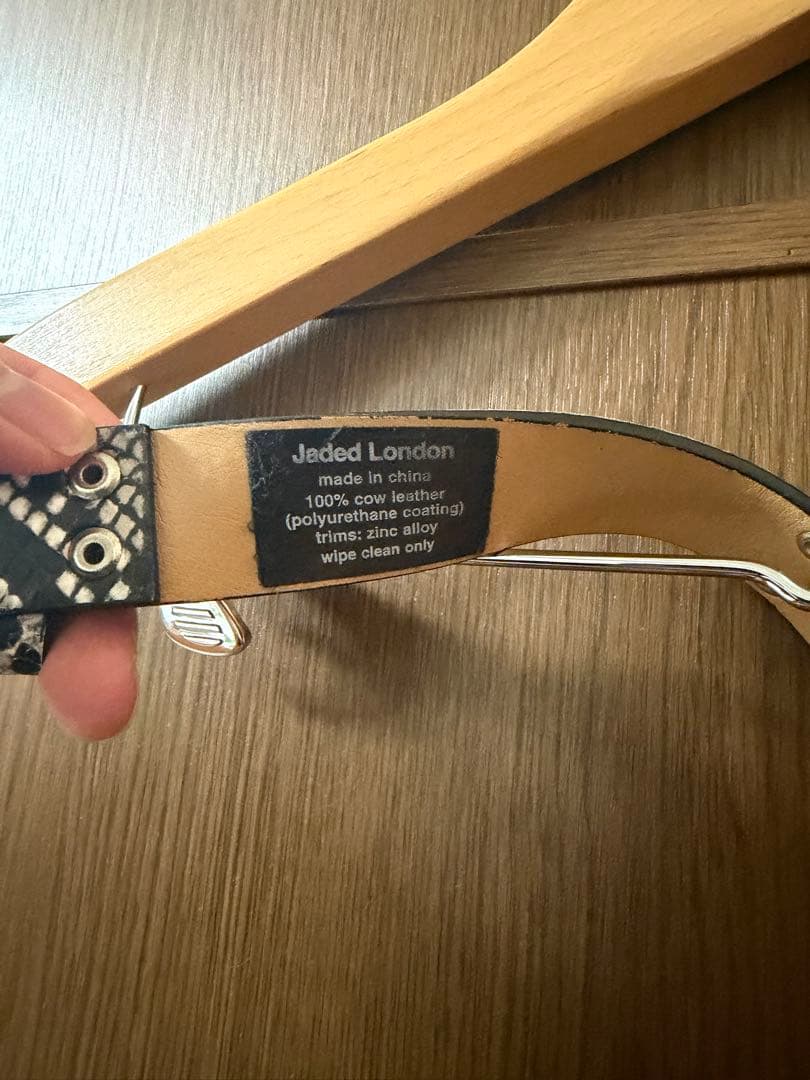 Jaded London
made in china
100% cow leather
(polyurethane coating)
trims: zinc alloy
wipe clean only